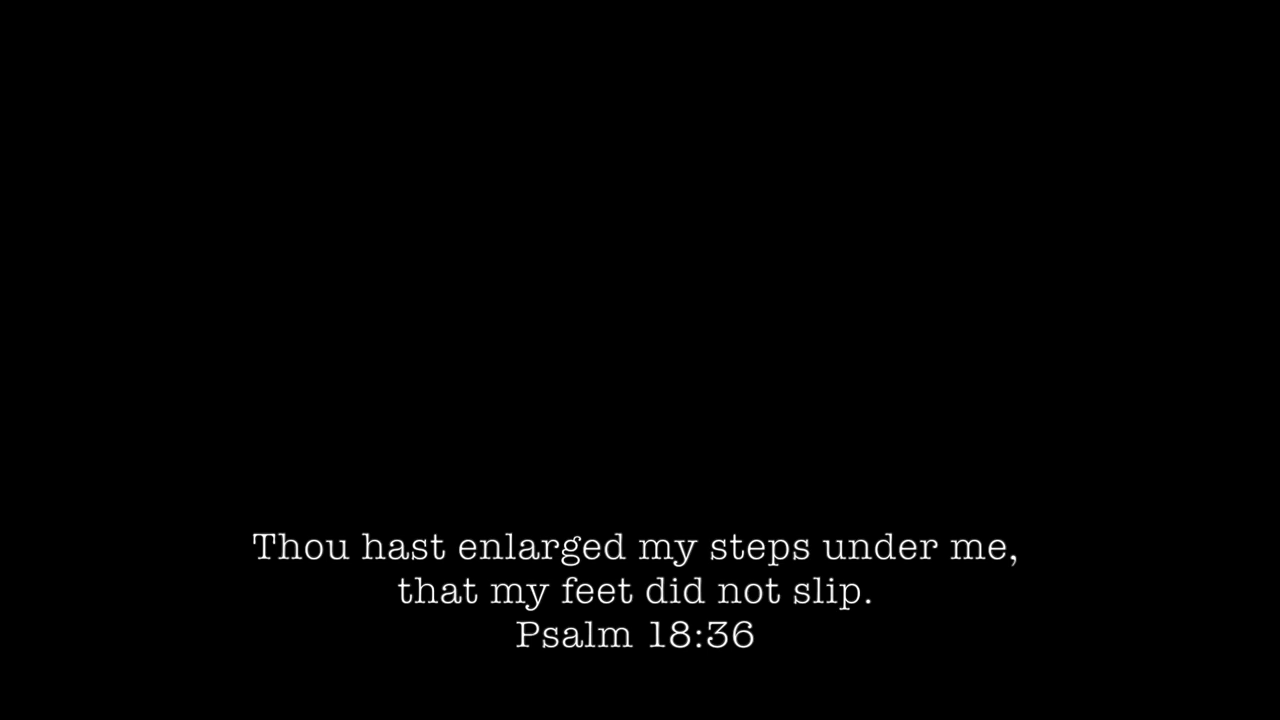 Thou hast enlarged my steps under me,
that my feet did not slip.
Psalm 18:36